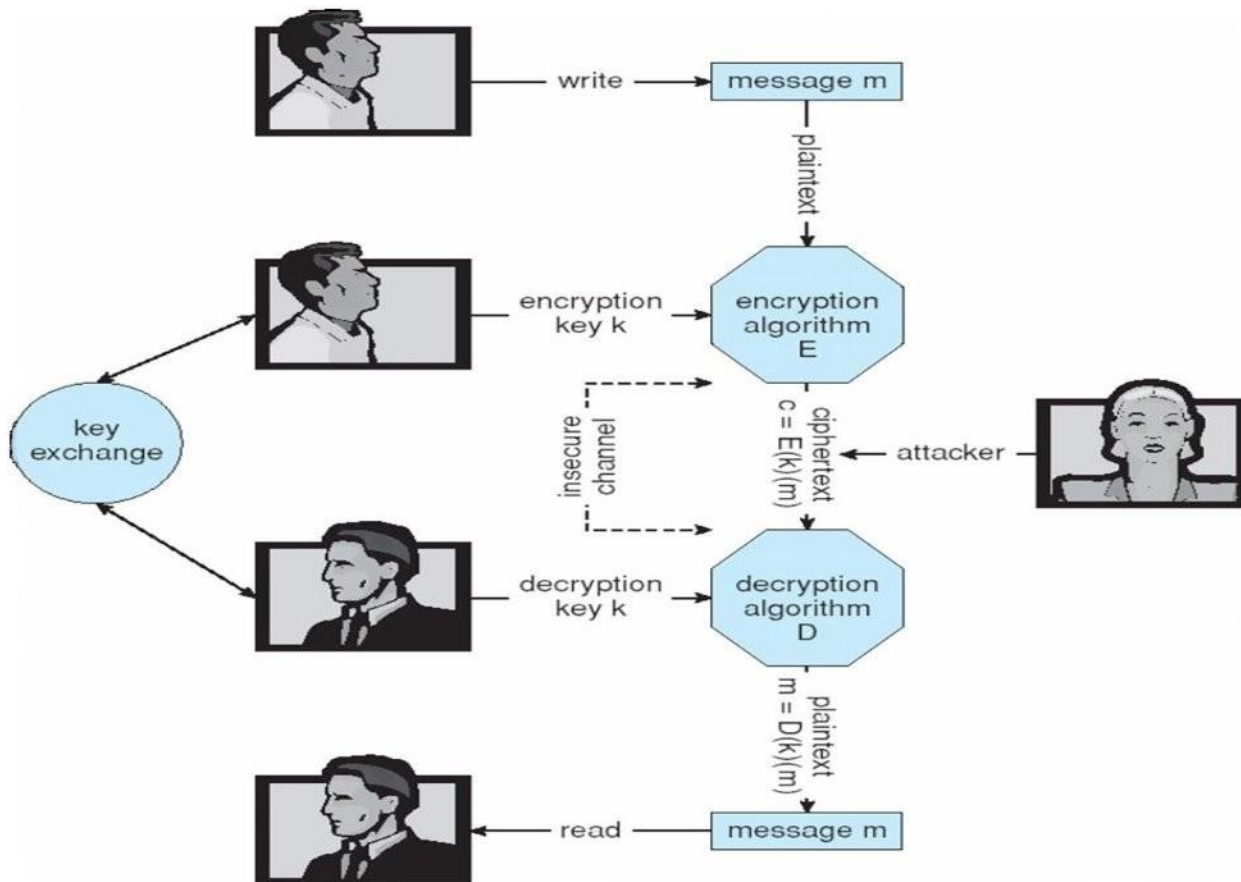 write
message m
plaintext
encryption
key k
encryption
algorithm
E
key
exchange
insecure
channel
ciphertext
c = E(k)(m)
attacker
decryption
key k
decryption
algorithm
D
plaintext
m = D(k)(m)
read
message m